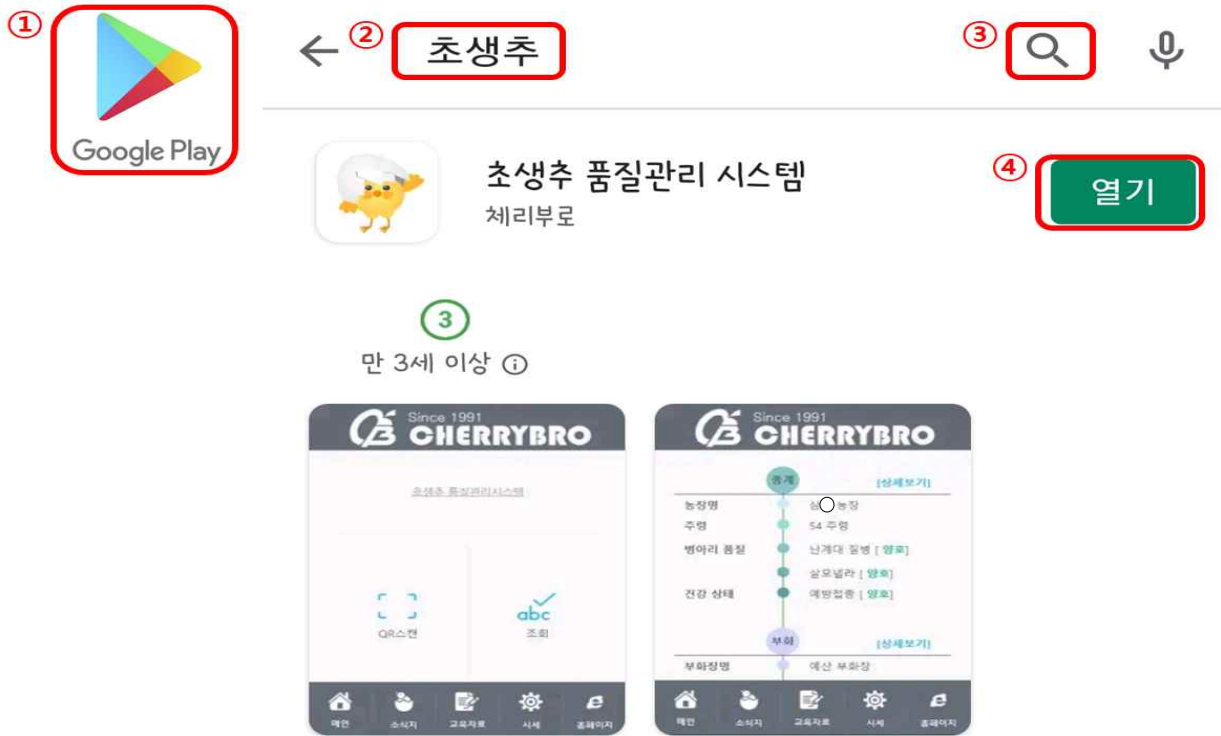 ①
Google Play
② 초생추 ③
초생추 품질관리 시스템
체리부로
④ 열기
3
만 3세 이상
Since 1991
CHERRYBRO
초생추 품질관리시스템
QR스캔
abc
조회
메인 소식지 교육자료 시세 홈페이지
Since 1991
CHERRYBRO
종계 [상세보기]
농장명 삼○농장
주령 54 주령
병아리 품질 난계대 질병 [양호]
살모넬라 [양호]
건강 상태 예방접종 [양호]
부화 [상세보기]
부화장명 예산 부화장
메인 소식지 교육자료 시세 홈페이지